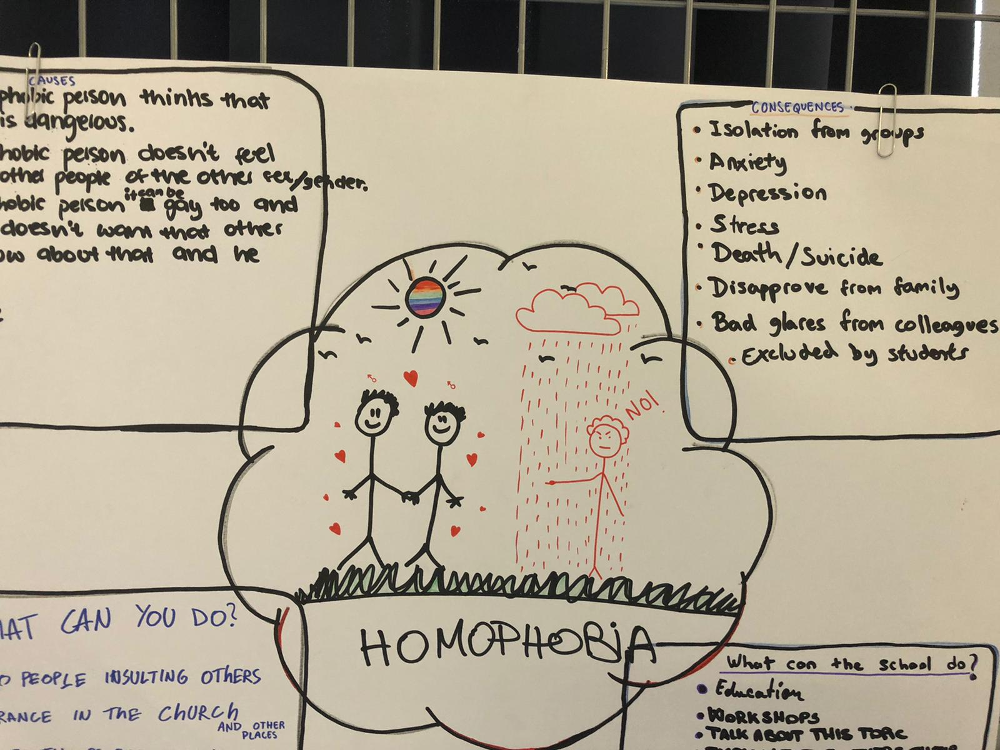 CAUSES
phobic person thinks that
is dangerous.
hobic person doesn't feel
other people of the other sex/gender.
it can be
hobic person gay too and
doesn't want that other
ow about that and he
CONSEQUENCES
• Isolation from groups
• Anxiety
• Depression
• Stress
• Death/Suicide
• Disapprove from family
• Bad glares from colleagues
• Excluded by students
NO!
HOMOPHOBiA
HAT CAN YOU DO?
O PEOPLE INSULTING OTHERS
RANCE IN THE CHURCH
AND OTHER
PLACES
What can the school do?
• Education
• WORKSHOPS
• TALK ABOUT THIS TOPIC